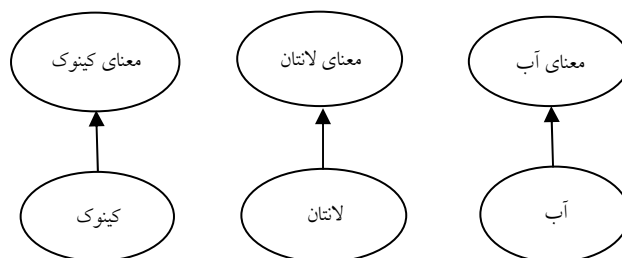 معنای آب
معنای لانتان
معنای کینوک
آب
لانتان
کینوک